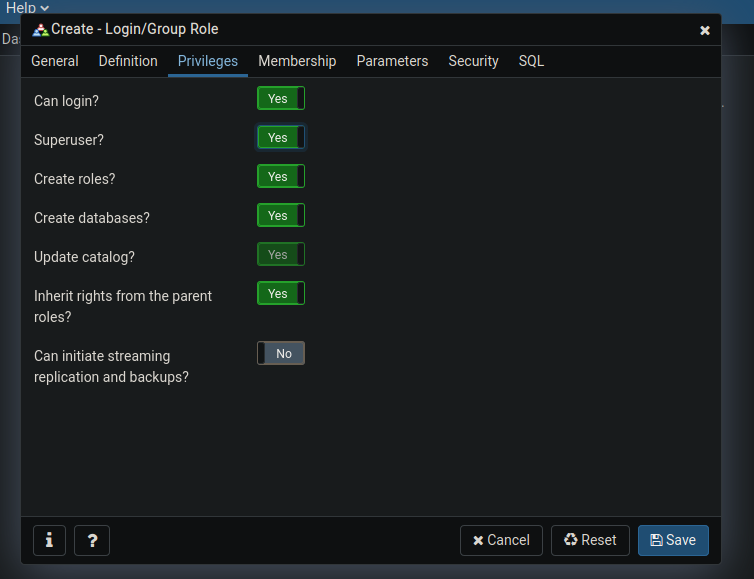 Help
Create - Login/Group Role
General Definition Privileges Membership Parameters Security SQL
Can login? Yes
Superuser? Yes
Create roles? Yes
Create databases? Yes
Update catalog? Yes
Inherit rights from the parent
roles?
Yes
Can initiate streaming
replication and backups?
No
Cancel Reset Save